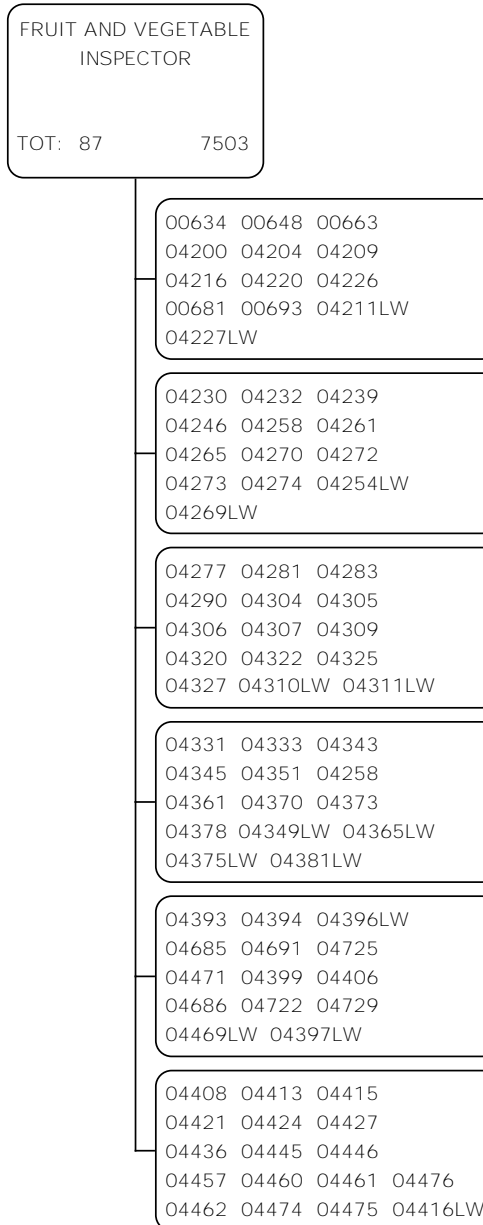 FRUIT AND VEGETABLE
INSPECTOR
TOT: 87 7503
00634 00648 00663
04200 04204 04209
04216 04220 04226
00681 00693 04211LW
04227LW
04230 04232 04239
04246 04258 04261
04265 04270 04272
04273 04274 04254LW
04269LW
04277 04281 04283
04290 04304 04305
04306 04307 04309
04320 04322 04325
04327 04310LW 04311LW
04331 04333 04343
04345 04351 04258
04361 04370 04373
04378 04349LW 04365LW
04375LW 04381LW
04393 04394 04396LW
04685 04691 04725
04471 04399 04406
04686 04722 04729
04469LW 04397LW
04408 04413 04415
04421 04424 04427
04436 04445 04446
04457 04460 04461 04476
04462 04474 04475 04416LW